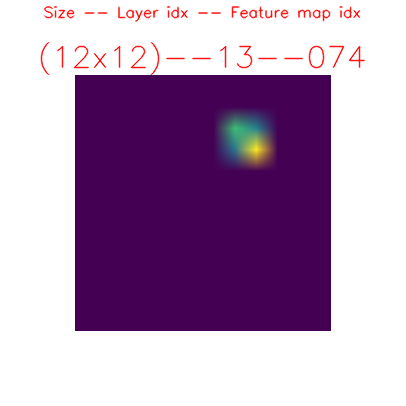 Size -- Layer idx -- Feature map idx
(12x12)--13--074